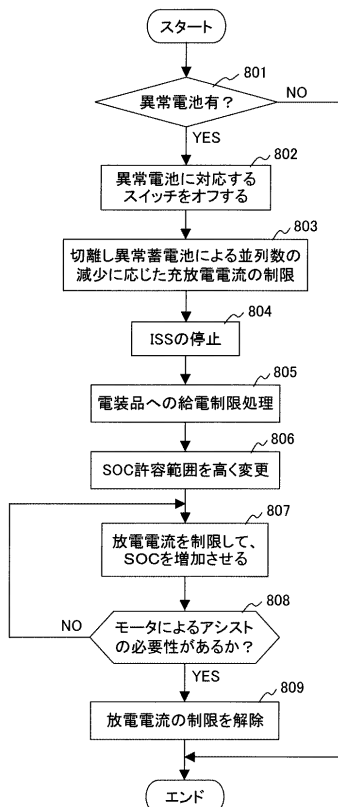 スタート
801
異常電池有？
NO
YES
802
異常電池に対応する
スイッチをオフする
803
切離し異常蓄電池による並列数の
減少に応じた充放電電流の制限
804
ISSの停止
805
電装品への給電制限処理
806
SOC許容範囲を高く変更
807
放電電流を制限して、
SOCを増加させる
808
モータによるアシスト
の必要性があるか？
NO
YES
809
放電電流の制限を解除
エンド